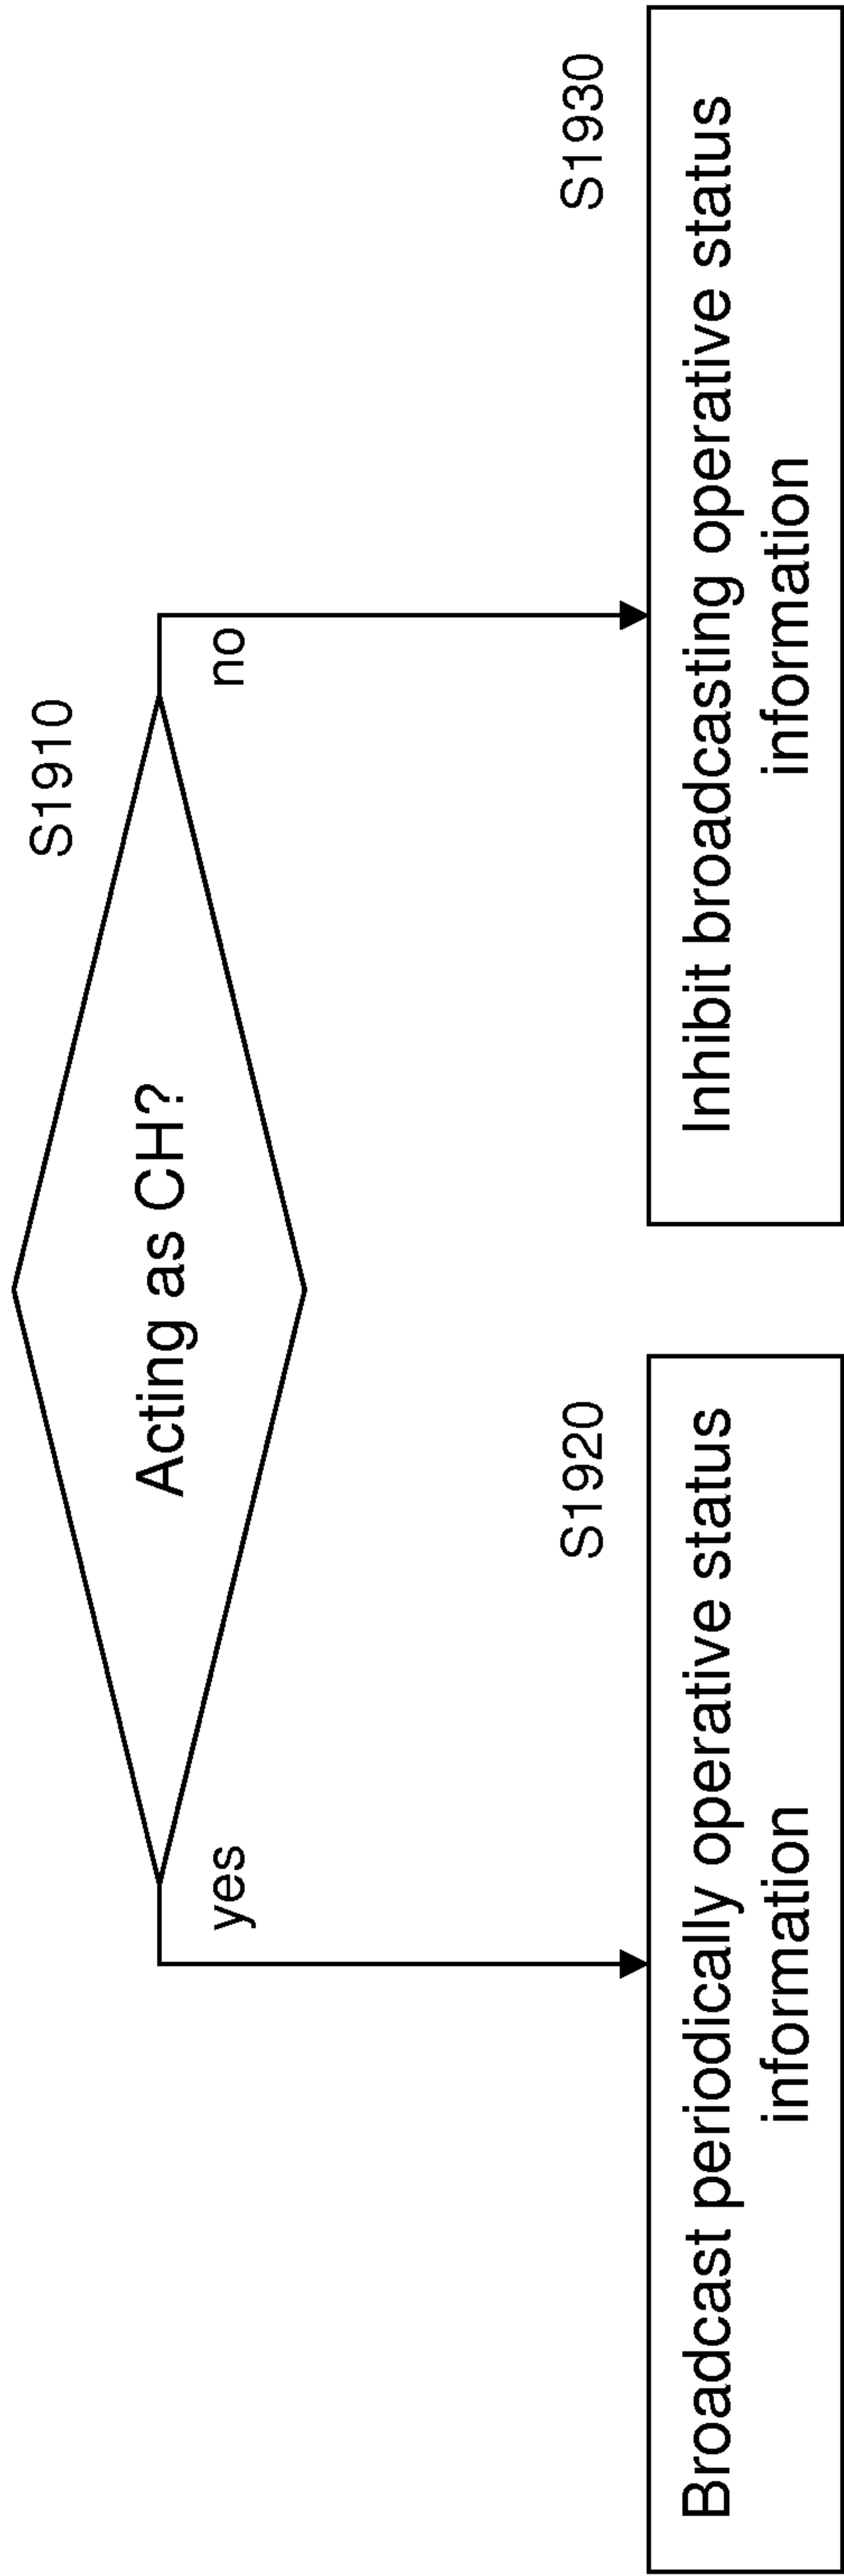 S1910
Acting as CH?
yes
no
S1920
Broadcast periodically operative status
information
S1930
Inhibit broadcasting operative status
information